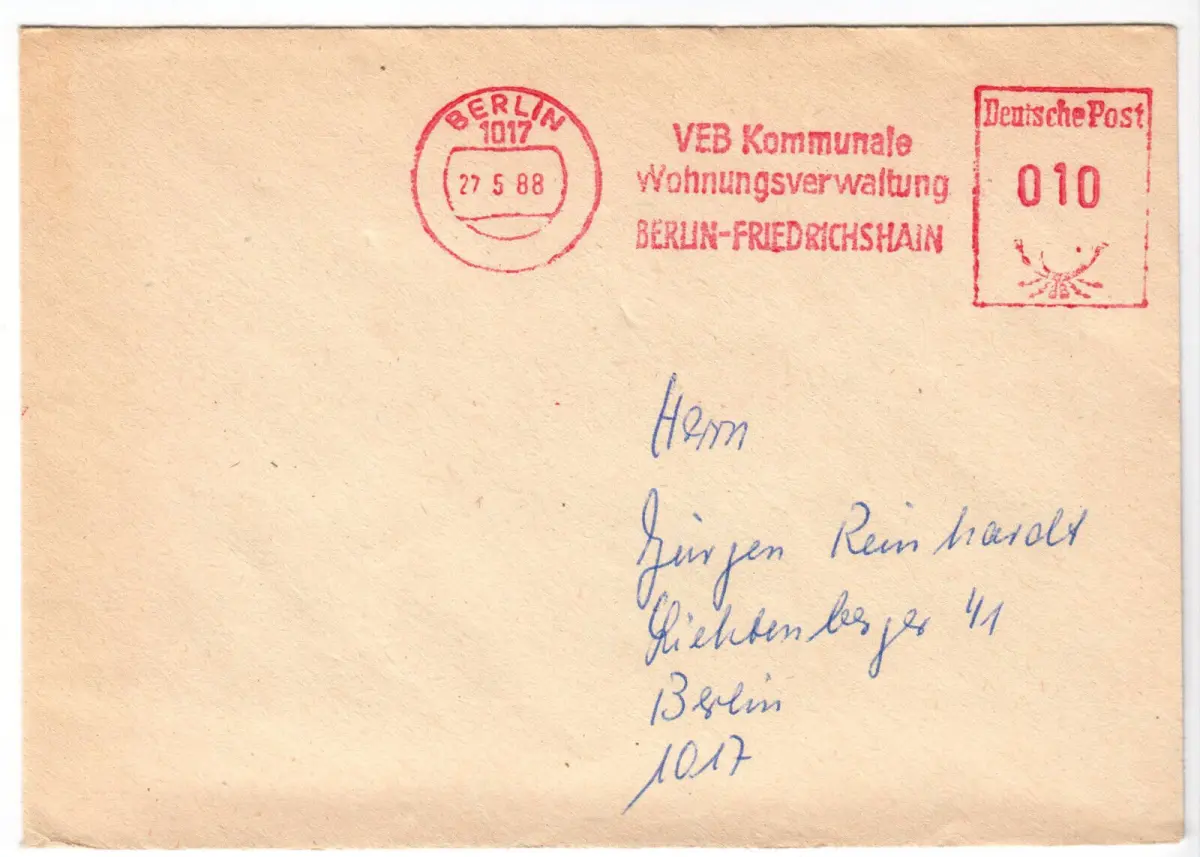 BERLIN
1017
27 5 88
VEB Kommunale
Wohnungsverwaltung
BERLIN-FRIEDRICHSHAIN
Deutsche Post
010
Herrn
Jürgen Reinhardt
Lichtenberger 41
Berlin
1017